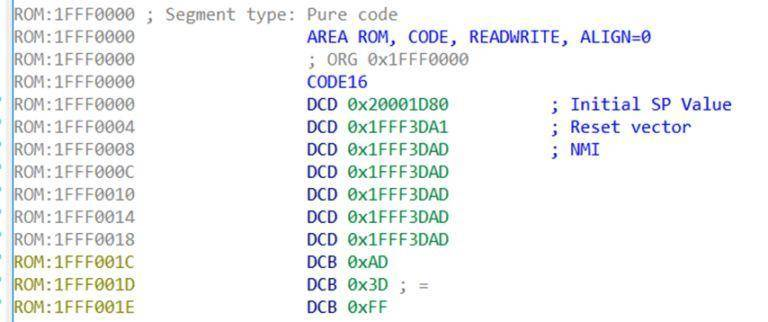 ROM:1FFF0000 ; Segment type: Pure code
ROM:1FFF0000 AREA ROM, CODE, READWRITE, ALIGN=0
ROM:1FFF0000 ; ORG 0x1FFF0000
ROM:1FFF0000 CODE16
ROM:1FFF0000 DCD 0x20001D80 ; Initial SP Value
ROM:1FFF0004 DCD 0x1FFF3DA1 ; Reset vector
ROM:1FFF0008 DCD 0x1FFF3DAD ; NMI
ROM:1FFF000C DCD 0x1FFF3DAD
ROM:1FFF0010 DCD 0x1FFF3DAD
ROM:1FFF0014 DCD 0x1FFF3DAD
ROM:1FFF0018 DCD 0x1FFF3DAD
ROM:1FFF001C DCB 0xAD
ROM:1FFF001D DCB 0x3D ; =
ROM:1FFF001E DCB 0xFF